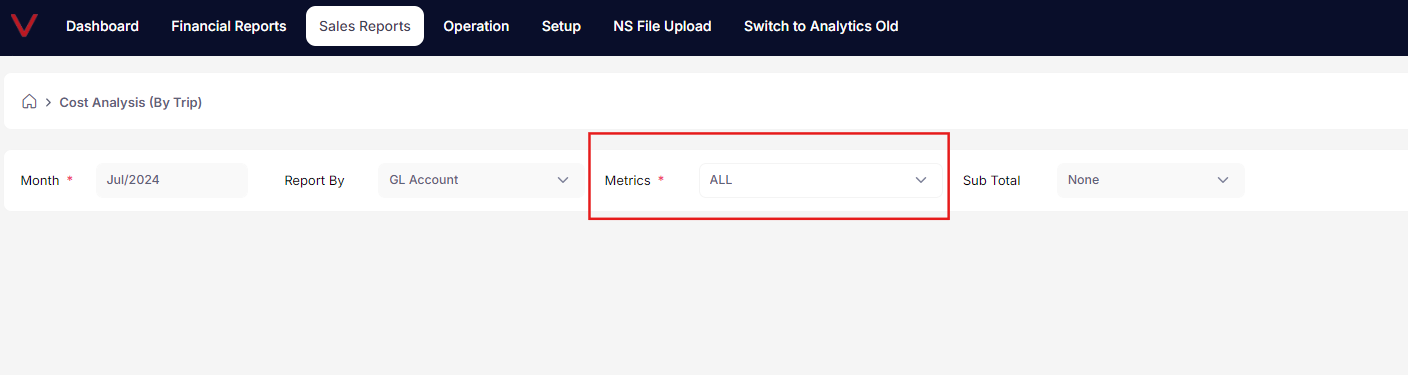 Dashboard Financial Reports Sales Reports Operation Setup NS File Upload Switch to Analytics Old
Cost Analysis (By Trip)
Month * Jul/2024 Report By GL Account Metrics * ALL Sub Total None